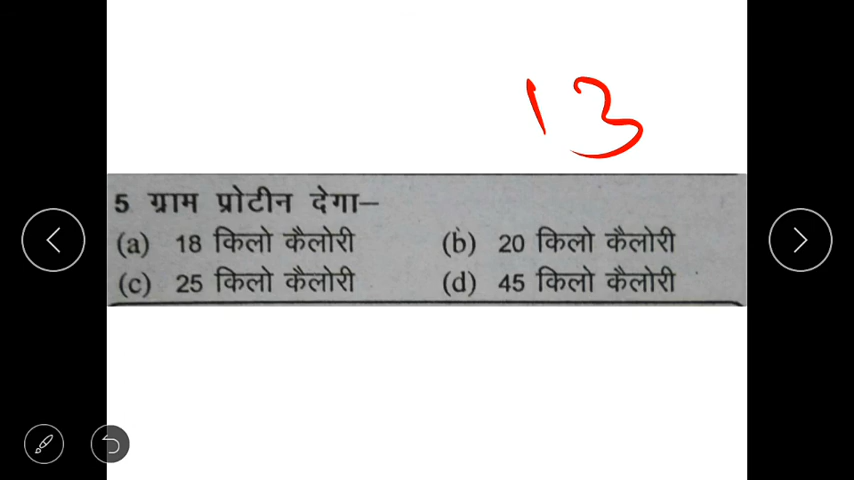 13
5 ग्राम प्रोटीन देगा–
(a) 18 किलो कैलोरी (b) 20 किलो कैलोरी
(c) 25 किलो कैलोरी (d) 45 किलो कैलोरी